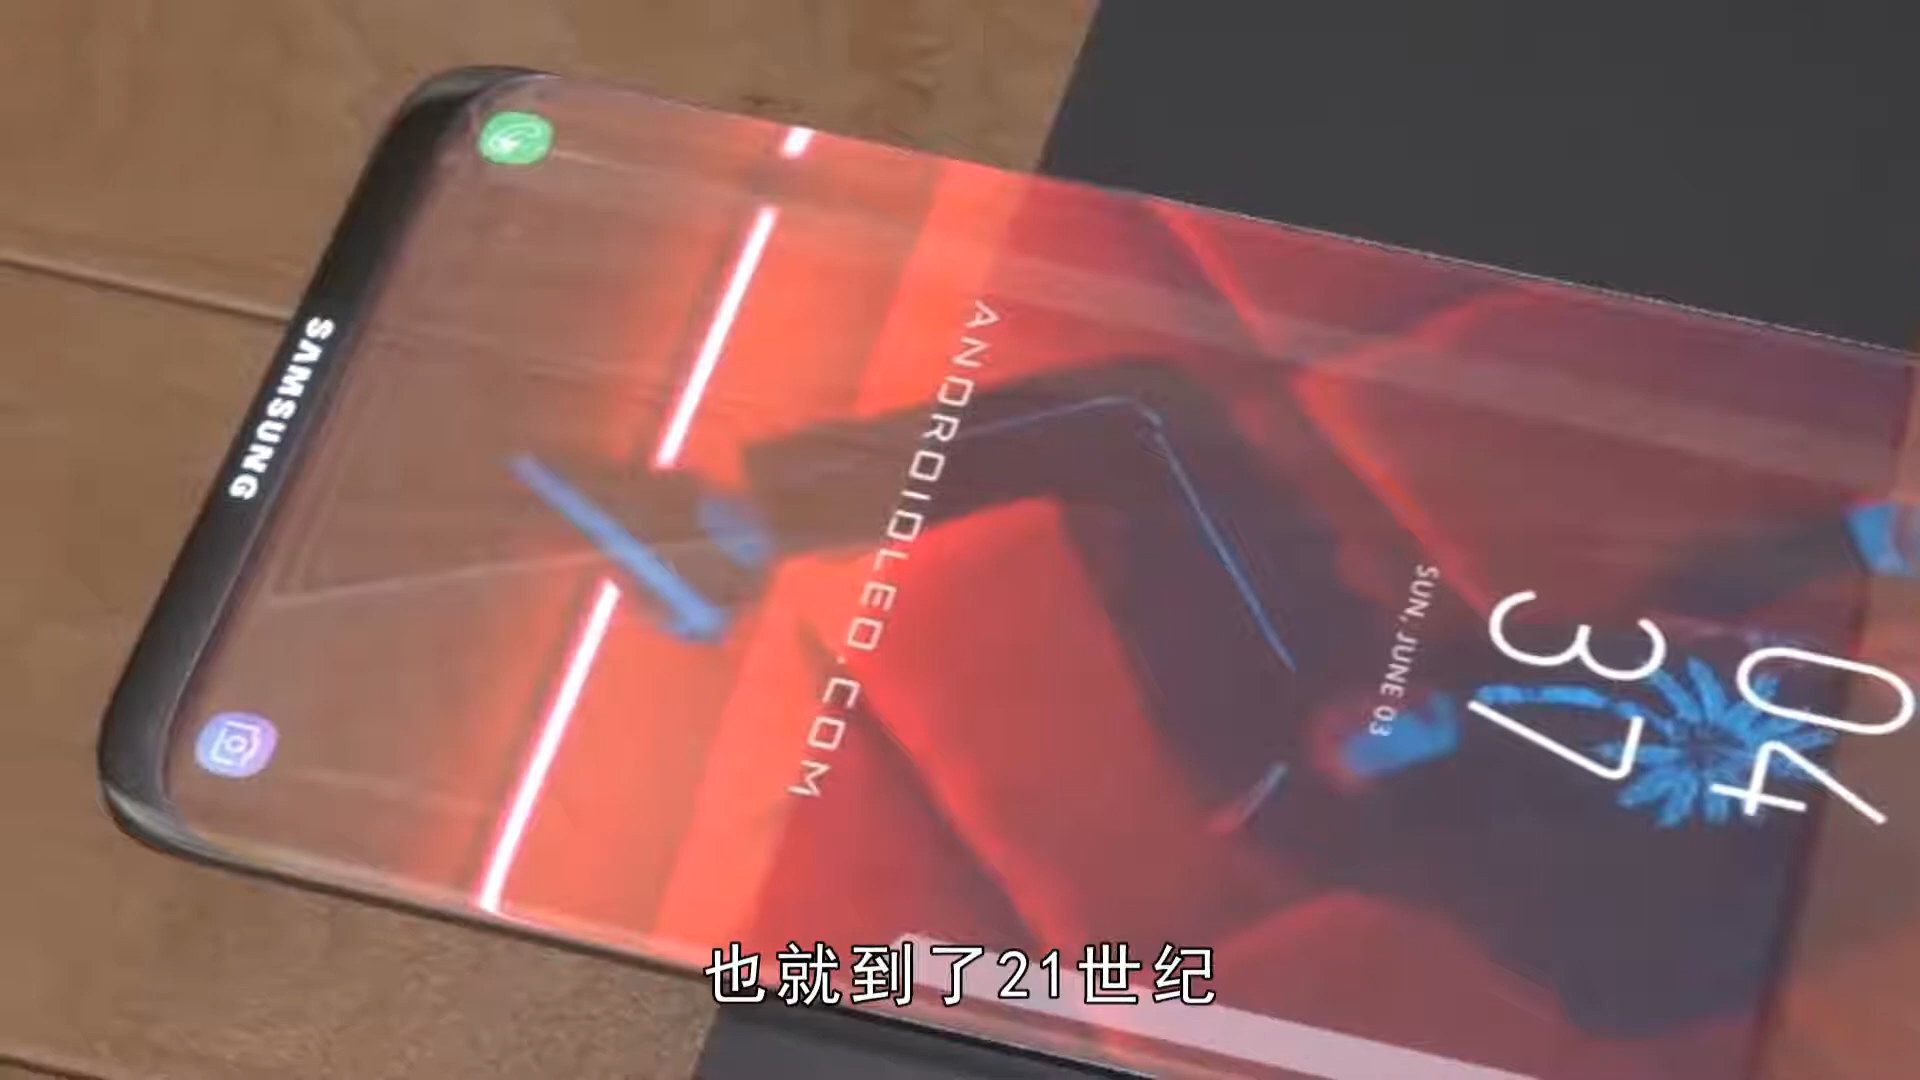 04
37
SUN, JUNE 03
ANDROIDLEO.COM
SAMSUNG
也就到了21世纪